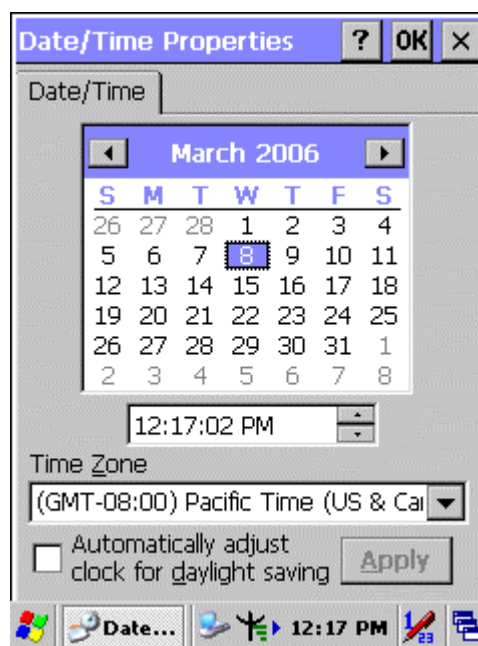 Date/Time Properties ? OK ×
Date/Time
March 2006
S M T W T F S
26 27 28 1 2 3 4
5 6 7 8 9 10 11
12 13 14 15 16 17 18
19 20 21 22 23 24 25
26 27 28 29 30 31 1
2 3 4 5 6 7 8
12:17:02 PM
Time Zone
(GMT-08:00) Pacific Time (US & Cai
Automatically adjust
clock for daylight saving
Apply
Date... 12:17 PM 1 23